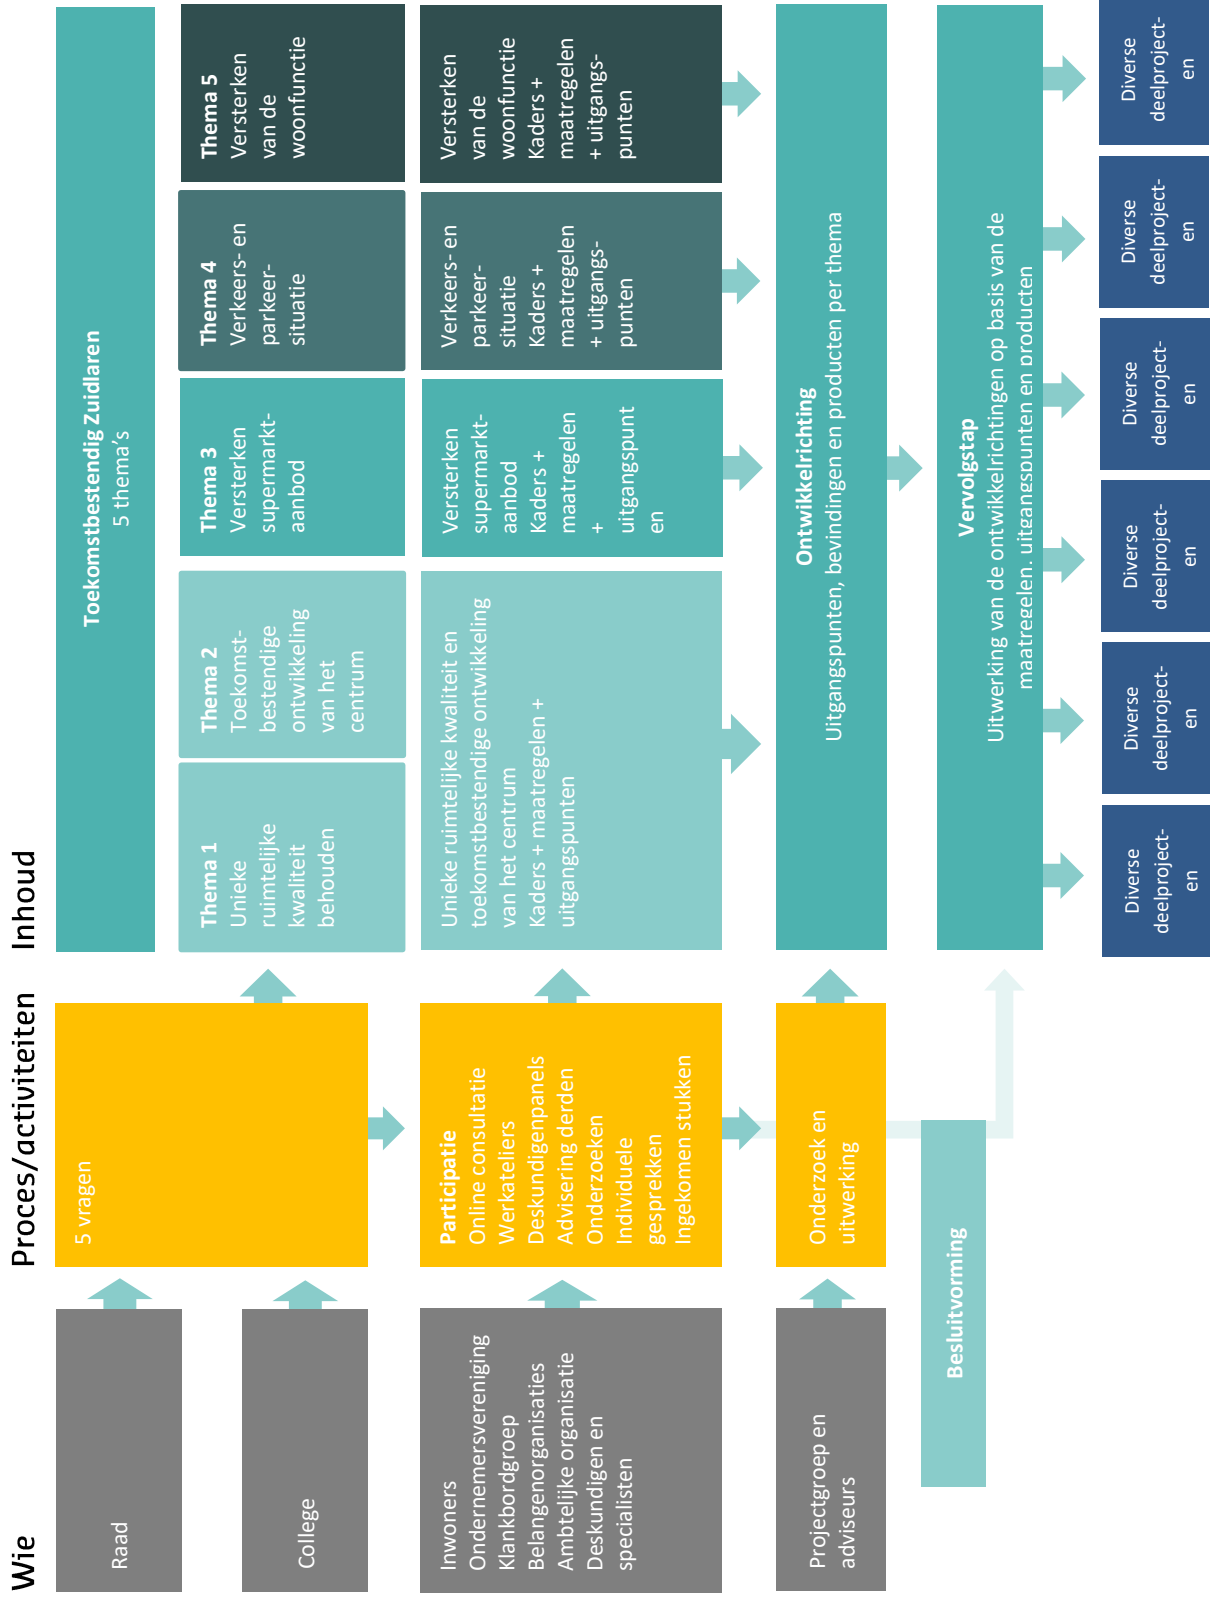 Wie
Proces/activiteiten
Inhoud
Raad
College
5 vragen
Toekomstbestendig Zuidlaren
5 thema's
Thema 1
Unieke
ruimtelijke
kwaliteit
behouden
Thema 2
Toekomst-
bestendige
ontwikkeling
van het
centrum
Thema 3
Versterken
supermarkt-
aanbod
Thema 4
Verkeers- en
parkeer-
situatie
Thema 5
Versterken
van de
woonfunctie
Inwoners
Ondernemersvereniging
Klankbordgroep
Belangenorganisaties
Ambtelijke organisatie
Deskundigen en
specialisten
Participatie
Online consultatie
Werkateliers
Deskundigenpanels
Advisering derden
Onderzoeken
Individuele
gesprekken
Ingekomen stukken
Unieke ruimtelijke kwaliteit en
toekomstbestendige ontwikkeling
van het centrum
Kaders + maatregelen +
uitgangspunten
Versterken
supermarkt-
aanbod
Kaders +
maatregelen
+
uitgangspunt
en
Verkeers- en
parkeer-
situatie
Kaders +
maatregelen
+ uitgangs-
punten
Versterken
van de
woonfunctie
Kaders +
maatregelen
+ uitgangs-
punten
Projectgroep en
adviseurs
Onderzoek en
uitwerking
Ontwikkelrichting
Uitgangspunten, bevindingen en producten per thema
Besluitvorming
Vervolgstap
Uitwerking van de ontwikkelrichtingen op basis van de
maatregelen, uitgangspunten en producten
Diverse
deelproject-
en
Diverse
deelproject-
en
Diverse
deelproject-
en
Diverse
deelproject-
en
Diverse
deelproject-
en
Diverse
deelproject-
en